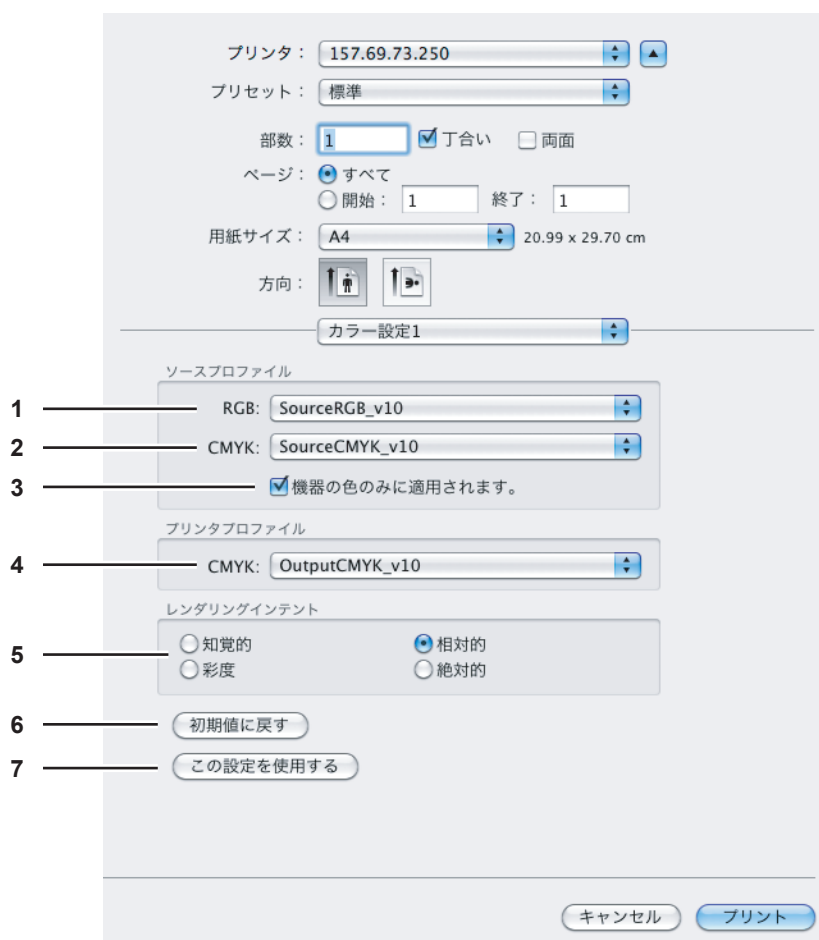 プリンタ： 157.69.73.250
プリセット： 標準
部数： 1 丁合い 両面
ページ： すべて
開始： 1 終了： 1
用紙サイズ： A4 20.99 x 29.70 cm
方向：
カラー設定1
ソースプロファイル
1 RGB: SourceRGB_v10
2 CMYK: SourceCMYK_v10
3 機器の色のみに適用されます。
プリンタプロファイル
4 CMYK: OutputCMYK_v10
レンダリングインテント
知覚的 相対的
5
彩度 絶対的
6 初期値に戻す
7 この設定を使用する
キャンセル プリント